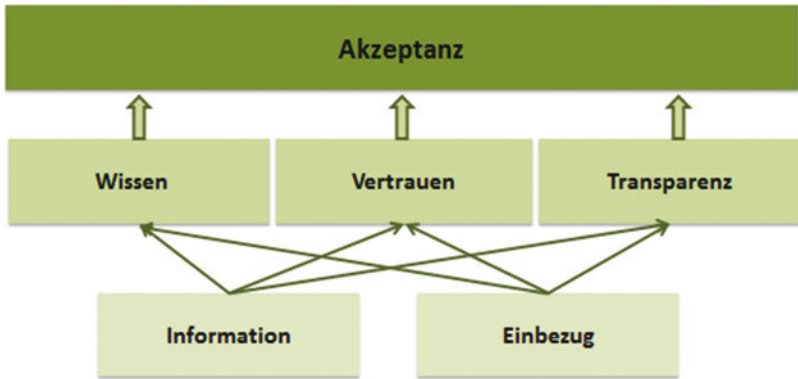 Akzeptanz
Wissen
Vertrauen
Transparenz
Information
Einbezug